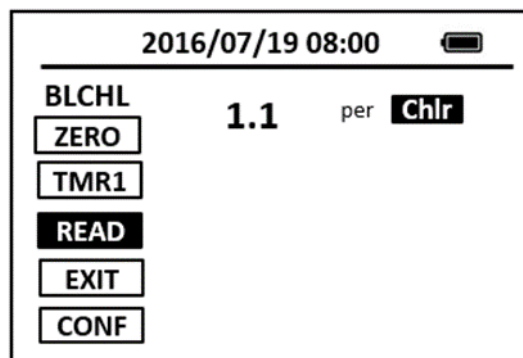 2016/07/19 08:00
BLCHL
1.1 per Chlr
ZERO
TMR1
READ
EXIT
CONF